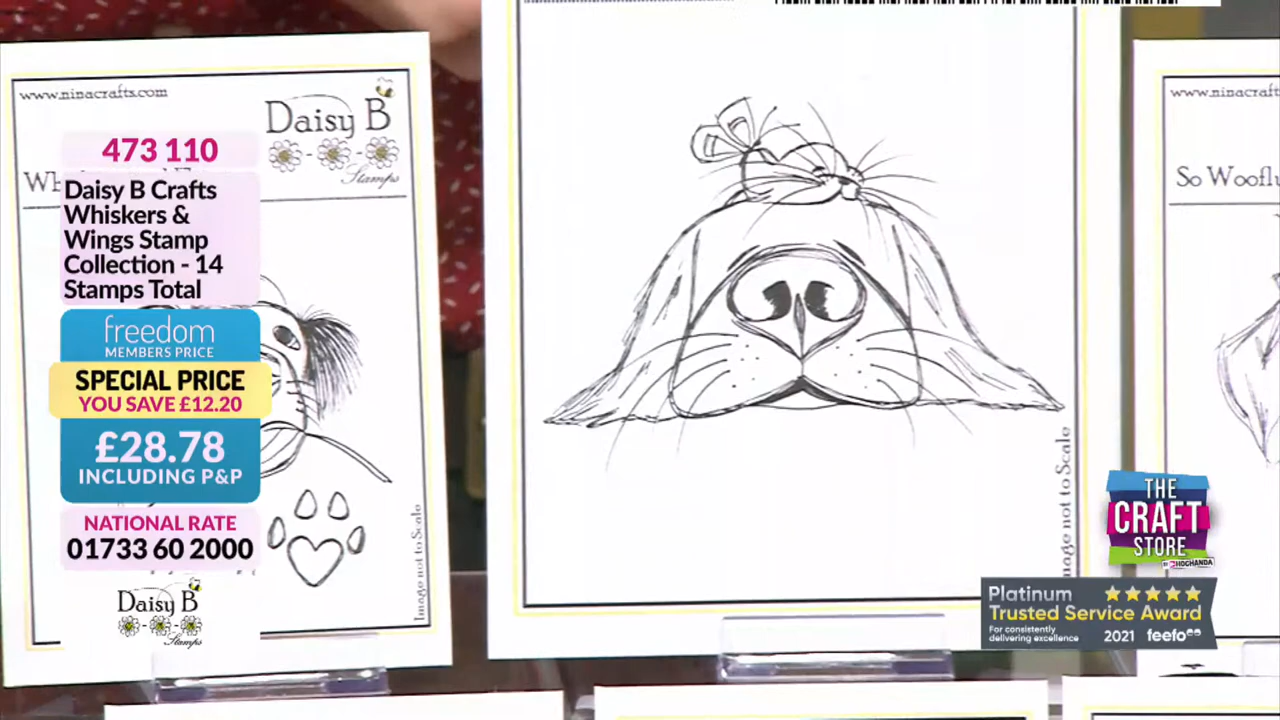 www.ninacrafts.com
Daisy B
Stamps
473 110
Daisy B Crafts
Whiskers &
Wings Stamp
Collection - 14
Stamps Total
freedom
MEMBERS PRICE
SPECIAL PRICE
YOU SAVE £12.20
£28.78
INCLUDING P&P
NATIONAL RATE
01733 60 2000
Daisy B
Stamps
Image not to Scale
Image not to Scale
www.ninacraft
So Wooflu
THE
CRAFT
STORE
BY HOCHANDA
Platinum
Trusted Service Award
For consistently
delivering excellence
2021 feefo